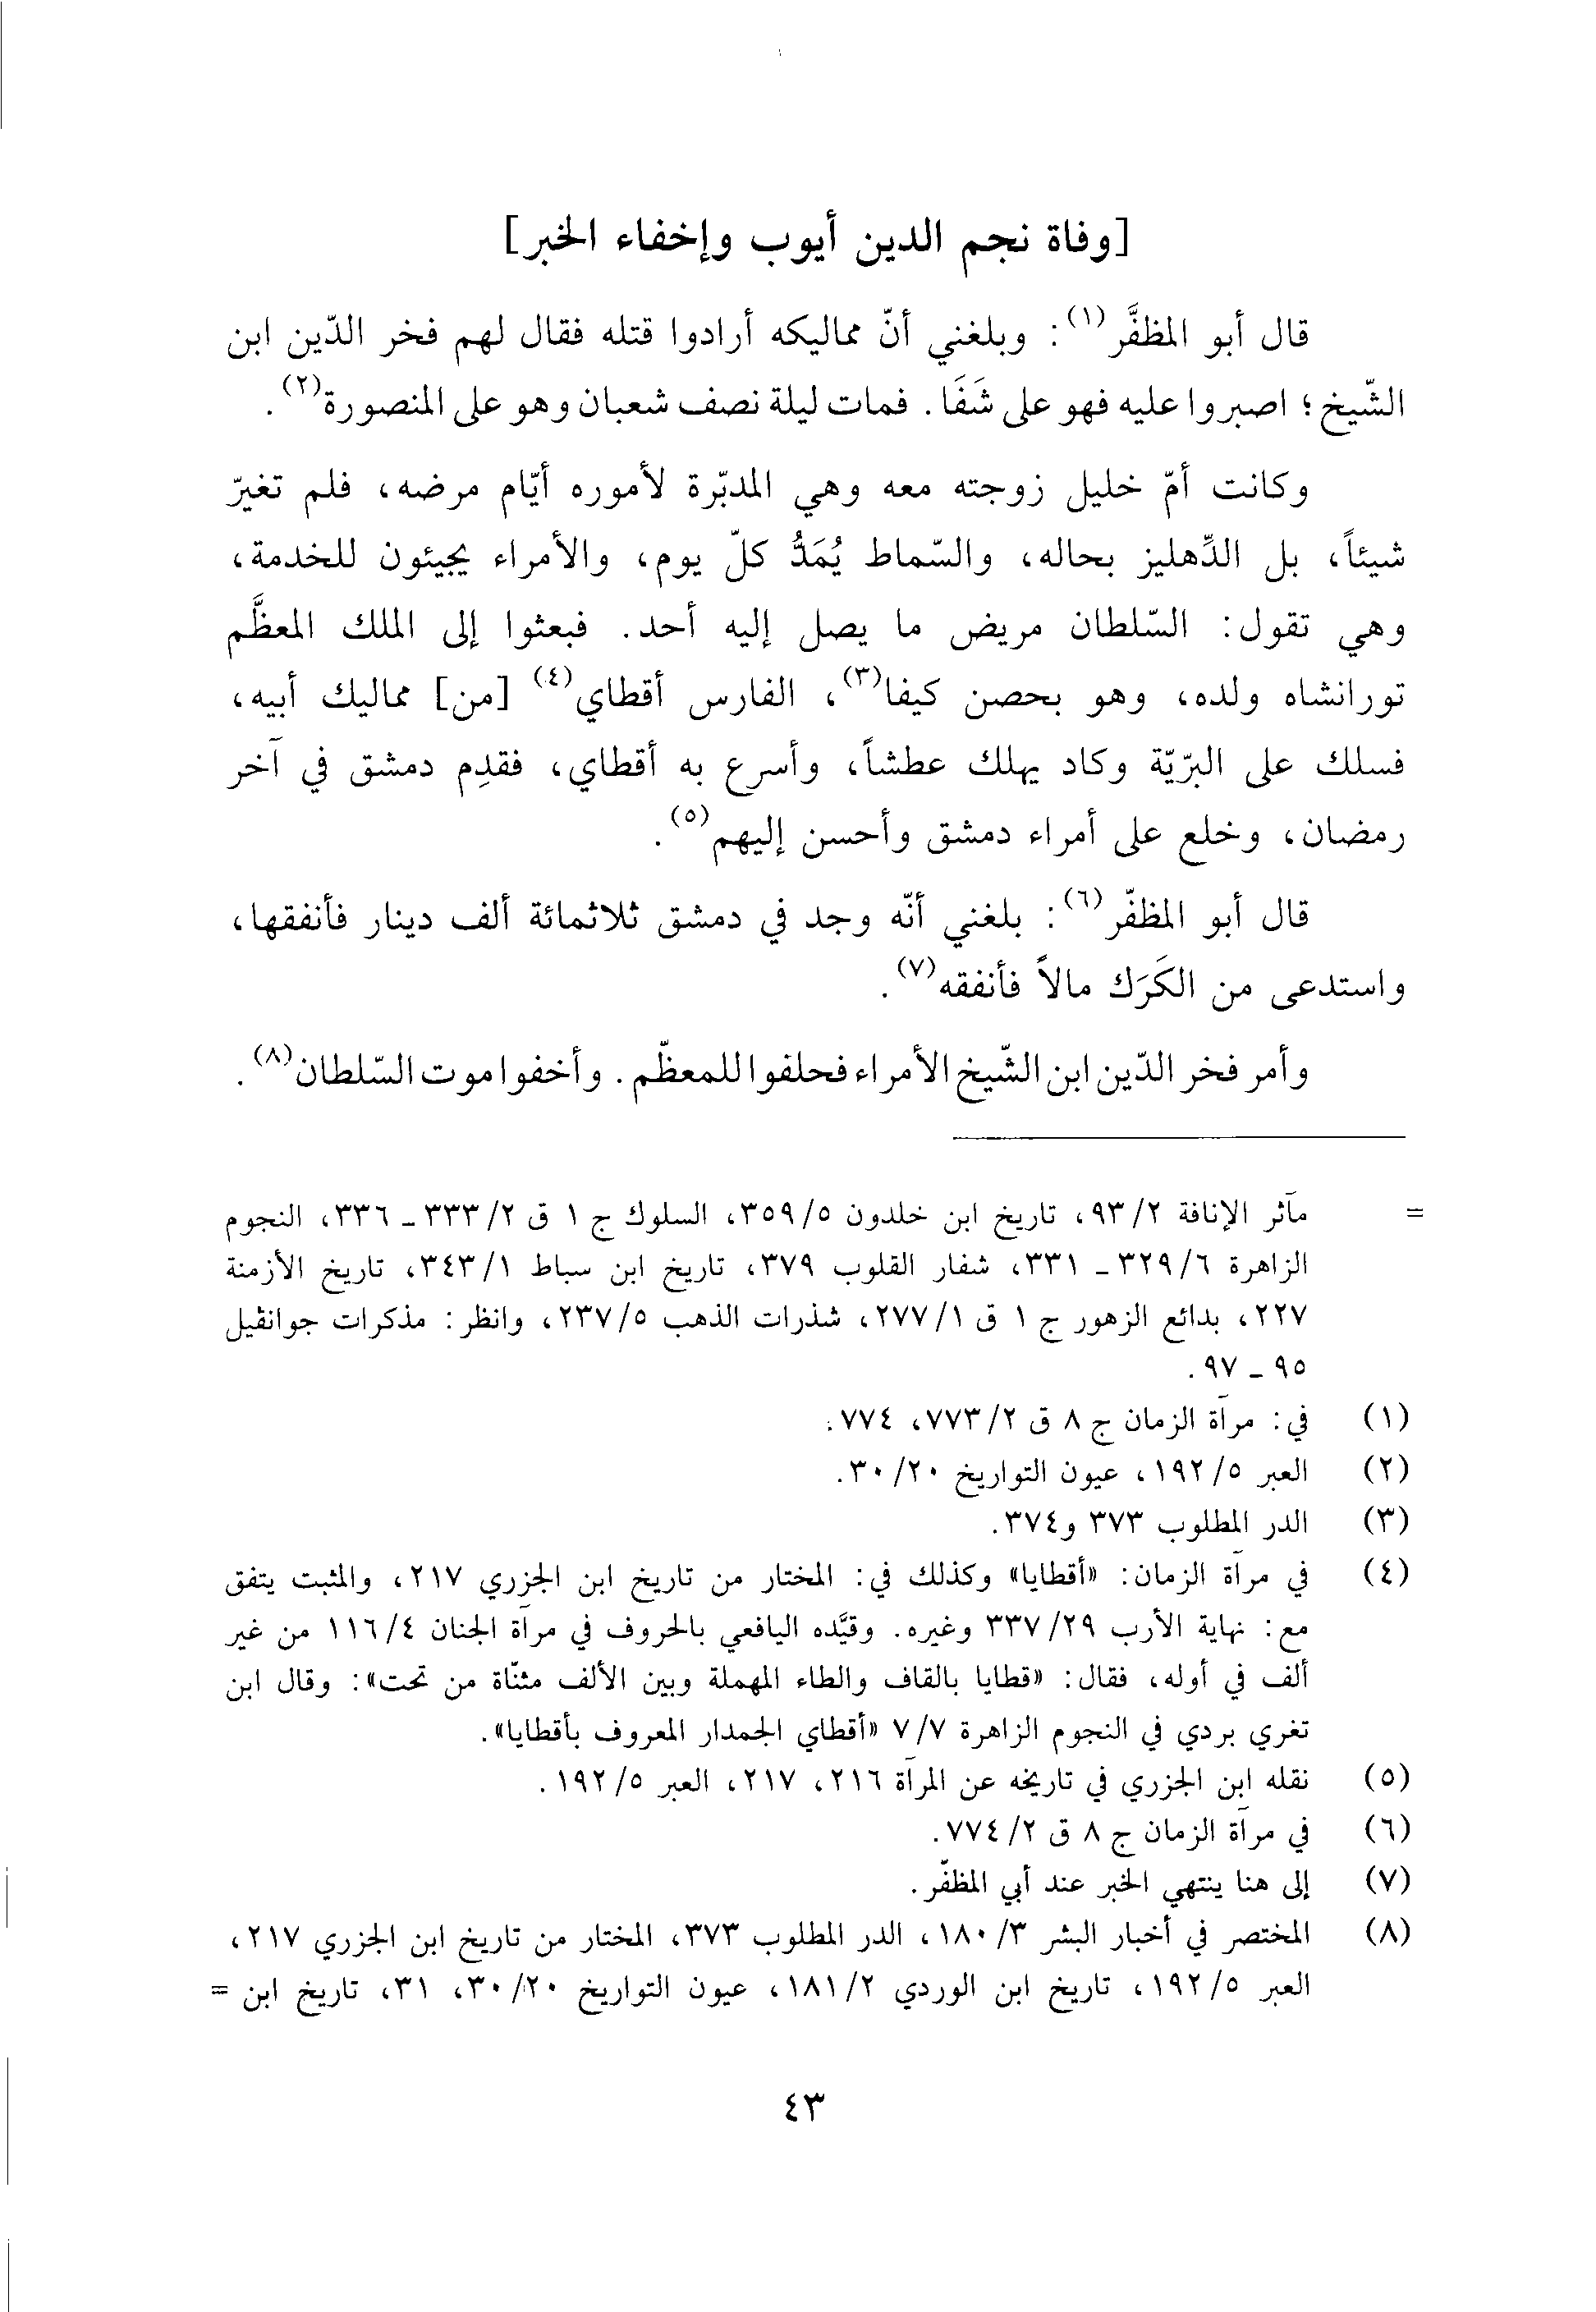 [وفاة نجم الدين أيوب وإخفاء الخبر]
قال أبو المظفَّر(١): وبلغني أنّ مماليكه أرادوا قتله فقال لهم فخر الدّين ابن
الشّيخ؛ اصبروا عليه فهو على شَفَا. فمات ليلة نصف شعبان وهو على المنصورة(٢).
وكانت أمّ خليل زوجته معه وهي المدبّرة لأموره أيّام مرضه، فلم تغيرّ
شيئاً، بل الدِّهليز بحاله، والسّماط يُمَدُّ كلّ يوم، والأمراء يجيئون للخدمة،
وهي تقول: السّلطان مريض ما يصل إليه أحد. فبعثوا إلى الملك المعظَّم
تورانشاه ولده، وهو بحصن كيفا(٣)، الفارس أقطاي(٤) [من] مماليك أبيه،
فسلك على البرّيّة وكاد يهلك عطشاً، وأسرع به أقطاي، فقدِم دمشق في آخر
رمضان، وخلع على أمراء دمشق وأحسن إليهم(٥).
قال أبو المظفّر(٦): بلغني أنّه وجد في دمشق ثلاثمائة ألف دينار فأنفقها،
واستدعى من الكَرَك مالاً فأنفقه(٧).
وأمر فخر الدّين ابن الشّيخ الأمراء فحلفوا للمعظّم. وأخفوا موت السّلطان(٨).
= مآثر الإنافة ٩٣/٢، تاريخ ابن خلدون ٣٥٩/٥، السلوك ج ١ ق ٣٣٣/٢ - ٣٣٦، النجوم
الزاهرة ٣٢٩/٦ - ٣٣١، شفار القلوب ٣٧٩، تاريخ ابن سباط ٣٤٣/١، تاريخ الأزمنة
٢٢٧، بدائع الزهور ج ١ ق ٢٧٧/١، شذرات الذهب ٢٣٧/٥، وانظر: مذكرات جوانڤيل
٩٥ - ٩٧.
(١) في: مرآة الزمان ج ٨ ق ٧٧٣/٢، ٧٧٤.
(٢) العبر ١٩٢/٥، عيون التواريخ ٣٠/٢٠.
(٣) الدر المطلوب ٣٧٣ و٣٧٤.
(٤) في مرآة الزمان: «أقطايا» وكذلك في: المختار من تاريخ ابن الجزري ٢١٧، والمثبت يتفق
مع: نهاية الأرب ٣٣٧/٢٩ وغيره. وقيَّده اليافعي بالحروف في مرآة الجنان ١١٦/٤ من غير
ألف في أوله، فقال: «قطايا بالقاف والطاء المهملة وبين الألف مثنّاة من تحت»: وقال ابن
تغري بردي في النجوم الزاهرة ٧/٧ «أقطاي الجمدار المعروف بأقطايا».
(٥) نقله ابن الجزري في تاريخه عن المرآة ٢١٦، ٢١٧، العبر ١٩٢/٥.
(٦) في مرآة الزمان ج ٨ ق ٧٧٤/٢.
(٧) إلى هنا ينتهي الخبر عند أبي المظفّر.
(٨) المختصر في أخبار البشر ١٨٠/٣، الدر المطلوب ٣٧٣، المختار من تاريخ ابن الجزري ٢١٧،
العبر ١٩٢/٥، تاريخ ابن الوردي ١٨١/٢، عيون التواريخ ٣٠/٢٠، ٣١، تاريخ ابن =
٤٣